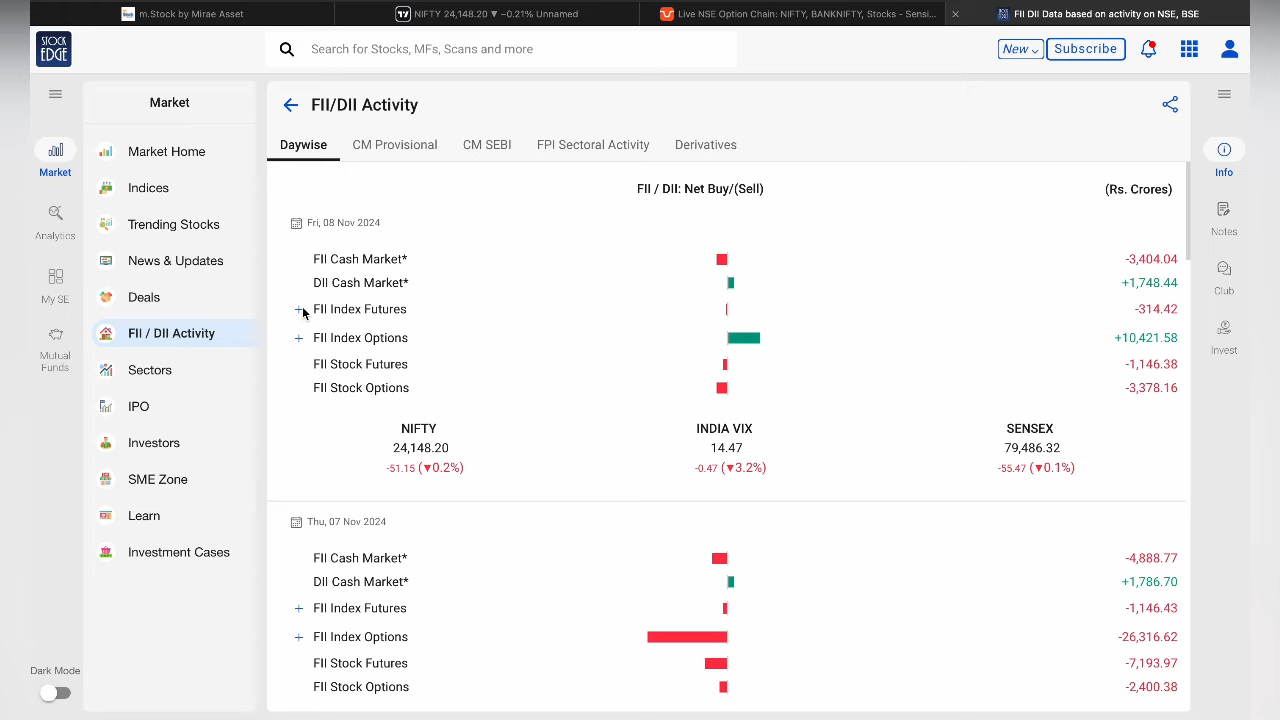 m.Stock by Mirae Asset
NIFTY 24,148.20 ▼ −0.21% Unnamed
Live NSE Option Chain: NIFTY, BANKNIFTY, Stocks - Sensi...
FII DII Data based on activity on NSE, BSE
STOCK EDGE
Search for Stocks, MFs, Scans and more
New
Subscribe
Market
FII/DII Activity
Daywise
CM Provisional
CM SEBI
FPI Sectoral Activity
Derivatives
Market
Analytics
My SE
Mutual Funds
Dark Mode
Market Home
Indices
Trending Stocks
News & Updates
Deals
FII / DII Activity
Sectors
IPO
Investors
SME Zone
Learn
Investment Cases
FII / DII: Net Buy/(Sell) (Rs. Crores)
Fri, 08 Nov 2024
FII Cash Market* -3,404.04
DII Cash Market* +1,748.44
+ FII Index Futures -314.42
+ FII Index Options +10,421.58
FII Stock Futures -1,146.38
FII Stock Options -3,378.16
NIFTY INDIA VIX SENSEX
24,148.20 14.47 79,486.32
-51.15 (▼0.2%) -0.47 (▼3.2%) -55.47 (▼0.1%)
Thu, 07 Nov 2024
FII Cash Market* -4,888.77
DII Cash Market* +1,786.70
+ FII Index Futures -1,146.43
+ FII Index Options -26,316.62
FII Stock Futures -7,193.97
FII Stock Options -2,400.38
Info
Notes
Club
Invest